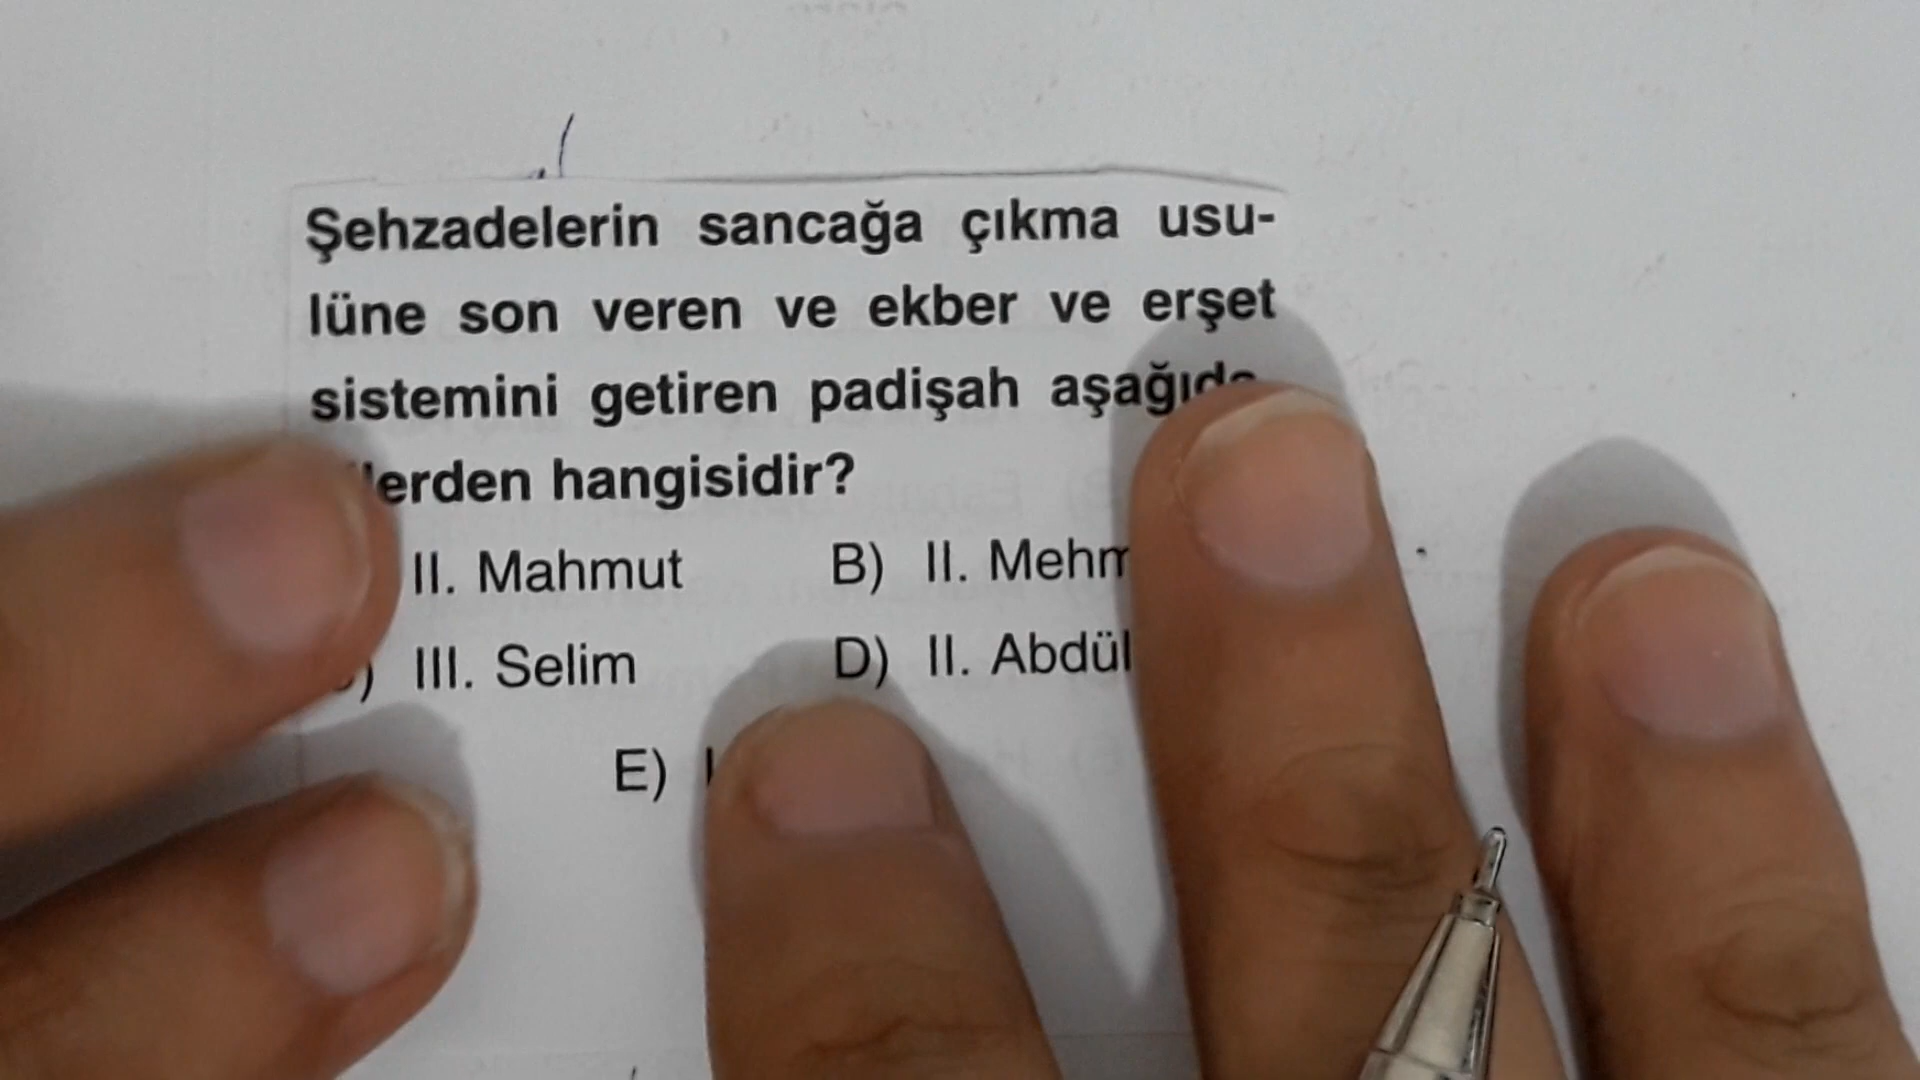 Şehzadelerin sancağa çıkma usu-
lüne son veren ve ekber ve erşet
sistemini getiren padişah
hangisidir?
II. Mahmut B) II.
III. Selim D) II.
E)